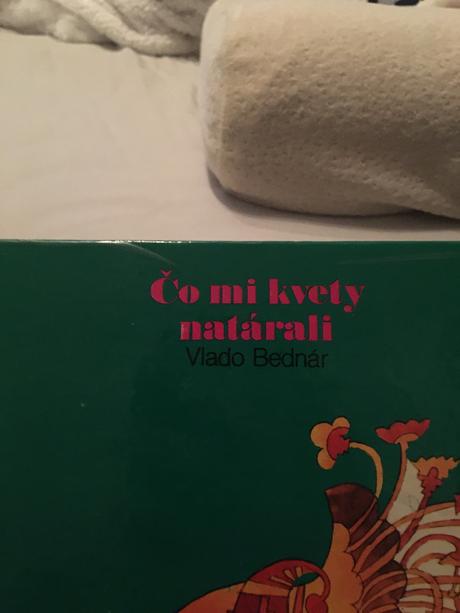 Čo mi kvety
natárali
Vlado Bednár